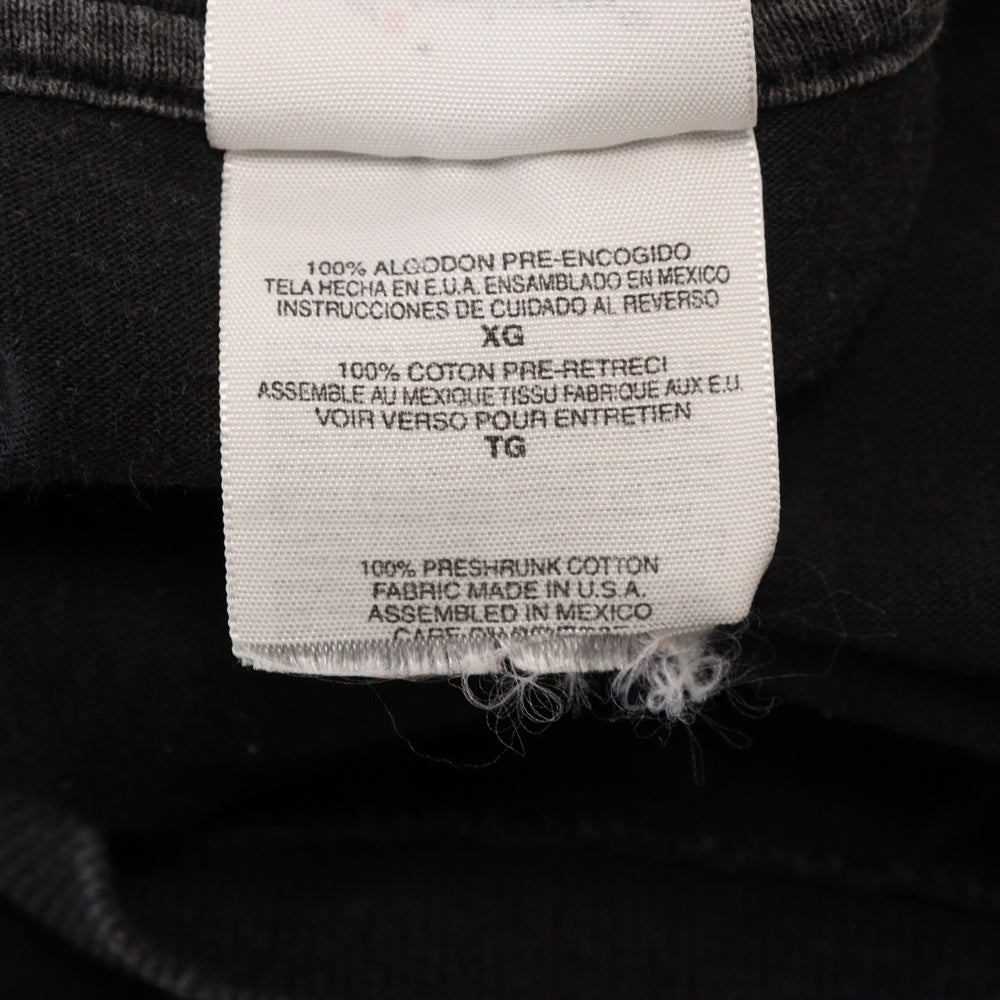 100% ALGODON PRE-ENCOGIDO
TELA HECHA EN E.U.A. ENSAMBLADO EN MEXICO
INSTRUCCIONES DE CUIDADO AL REVERSO
XG
100% COTON PRE-RETRECI
ASSEMBLE AU MEXIQUE TISSU FABRIQUE AUX E.U.
VOIR VERSO POUR ENTRETIEN
TG
100% PRESHRUNK COTTON
FABRIC MADE IN U.S.A.
ASSEMBLED IN MEXICO
CARE